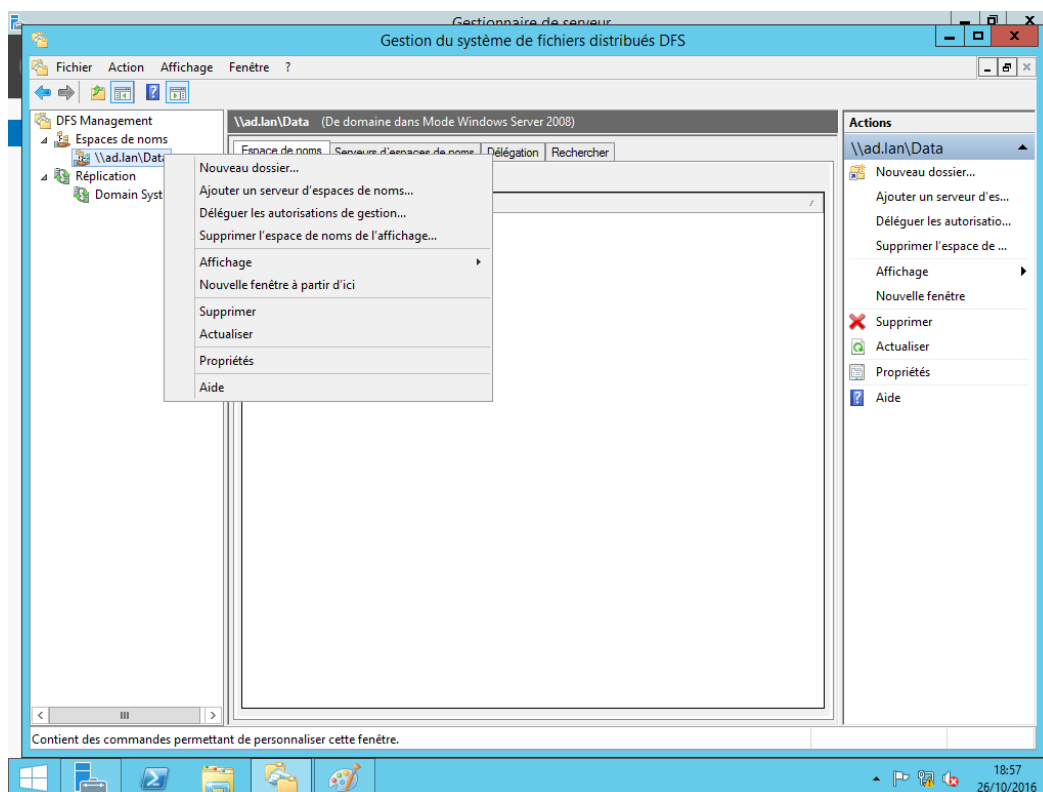 Gestionnaire de serveur
Gestion du système de fichiers distribués DFS
Fichier Action Affichage Fenêtre ?
DFS Management
Espaces de noms
\\ad.lan\Data
Réplication
Domain Syst
\\ad.lan\Data (De domaine dans Mode Windows Server 2008)
Espace de noms Serveurs d'espaces de noms Délégation Rechercher
Nouveau dossier...
Ajouter un serveur d'espaces de noms...
Déléguer les autorisations de gestion...
Supprimer l'espace de noms de l'affichage...
Affichage
Nouvelle fenêtre à partir d'ici
Supprimer
Actualiser
Propriétés
Aide
Actions
\\ad.lan\Data
Nouveau dossier...
Ajouter un serveur d'es...
Déléguer les autorisatio...
Supprimer l'espace de ...
Affichage
Nouvelle fenêtre
Supprimer
Actualiser
Propriétés
Aide
Contient des commandes permettant de personnaliser cette fenêtre.
18:57
26/10/2016